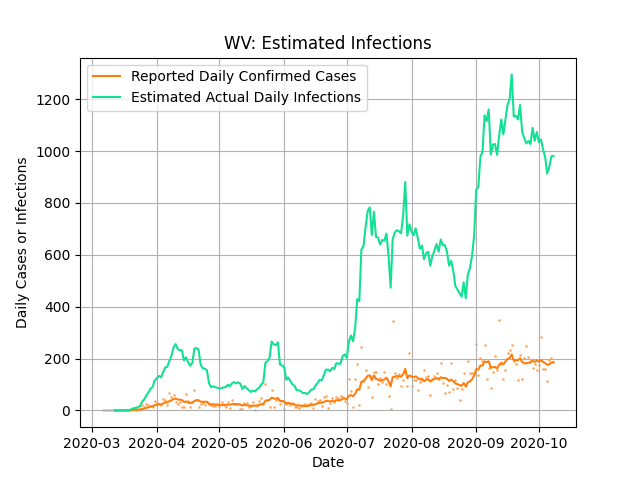 WV: Estimated Infections
Reported Daily Confirmed Cases
Estimated Actual Daily Infections
Daily Cases or Infections
1200
1000
800
600
400
200
0
2020-03 2020-04 2020-05 2020-06 2020-07 2020-08 2020-09 2020-10
Date